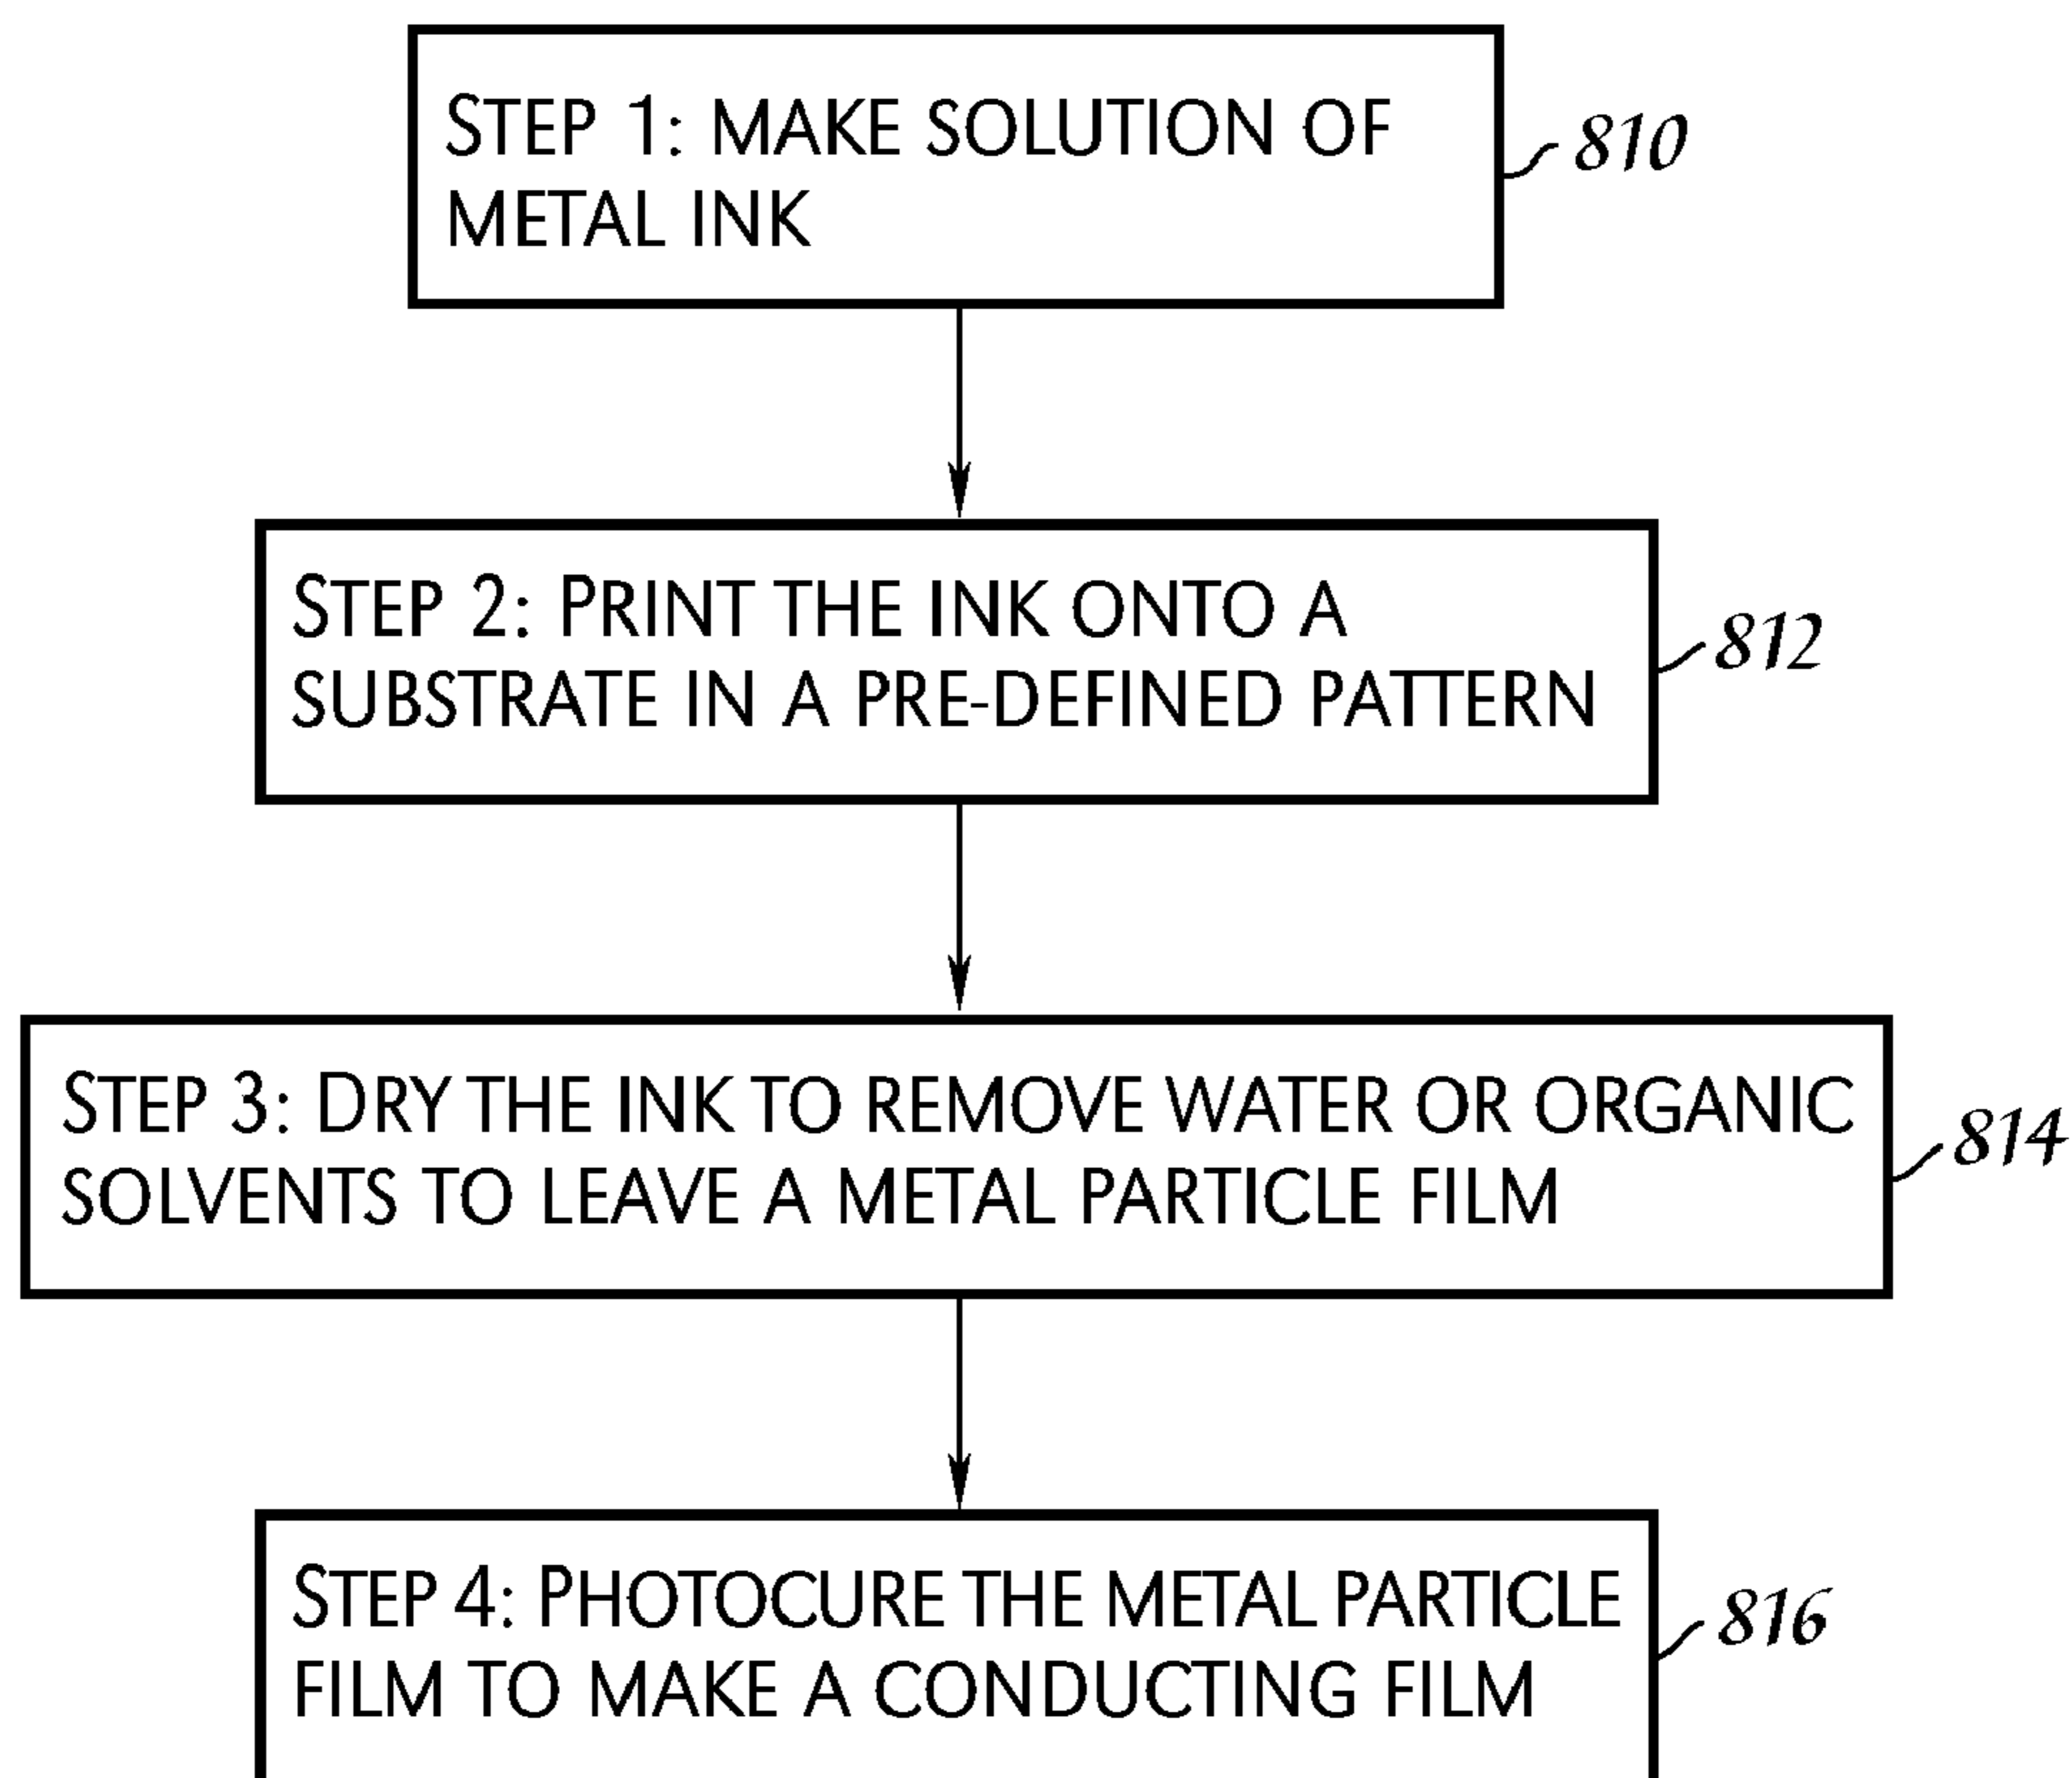 STEP 1: MAKE SOLUTION OF
METAL INK
810
STEP 2: PRINT THE INK ONTO A
SUBSTRATE IN A PRE-DEFINED PATTERN
812
STEP 3: DRY THE INK TO REMOVE WATER OR ORGANIC
SOLVENTS TO LEAVE A METAL PARTICLE FILM
814
STEP 4: PHOTOCURE THE METAL PARTICLE
FILM TO MAKE A CONDUCTING FILM
816